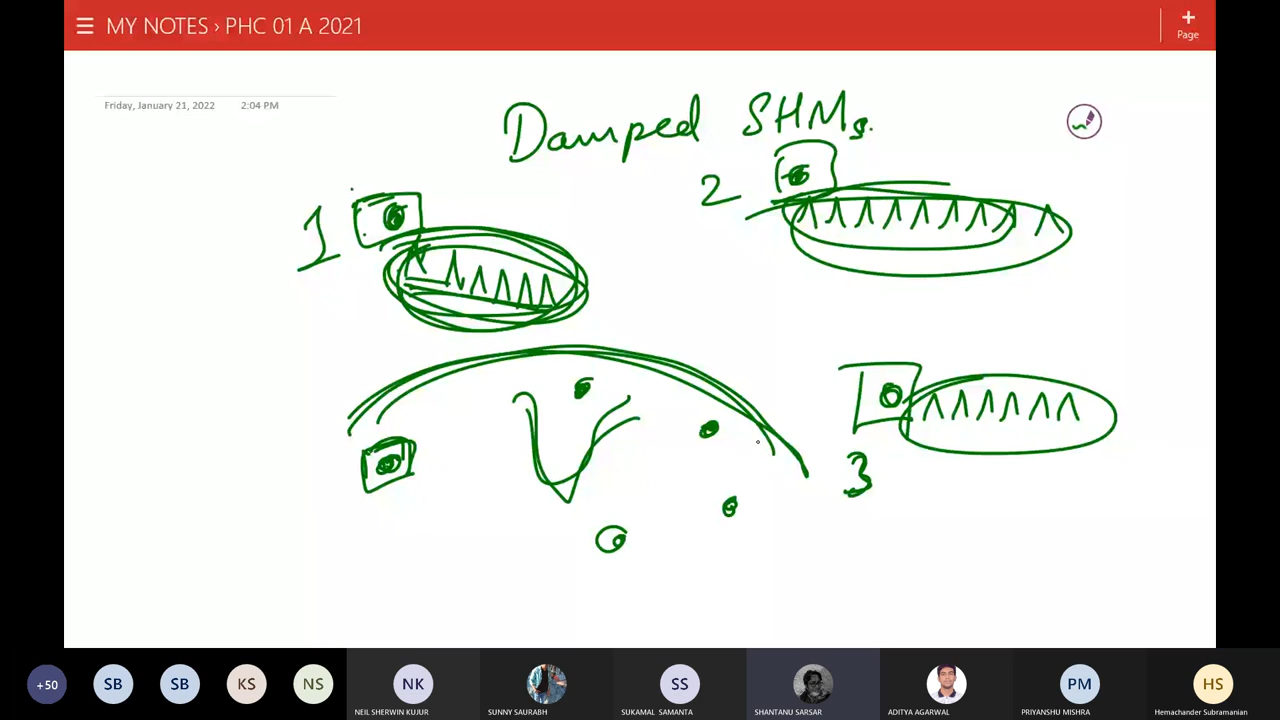 MY NOTES › PHC 01 A 2021
+
Page
Friday, January 21, 2022 2:04 PM
Damped SHMs.
1
2
3
+50
SB
SB
KS
NS
NK
SS
PM
HS
NEIL SHERWIN KUJUR
SUNNY SAURABH
SUKAMAL SAMANTA
SHANTANU SARSAR
ADITYA AGARWAL
PRIYANSHU MISHRA
Hemachander Subramanian